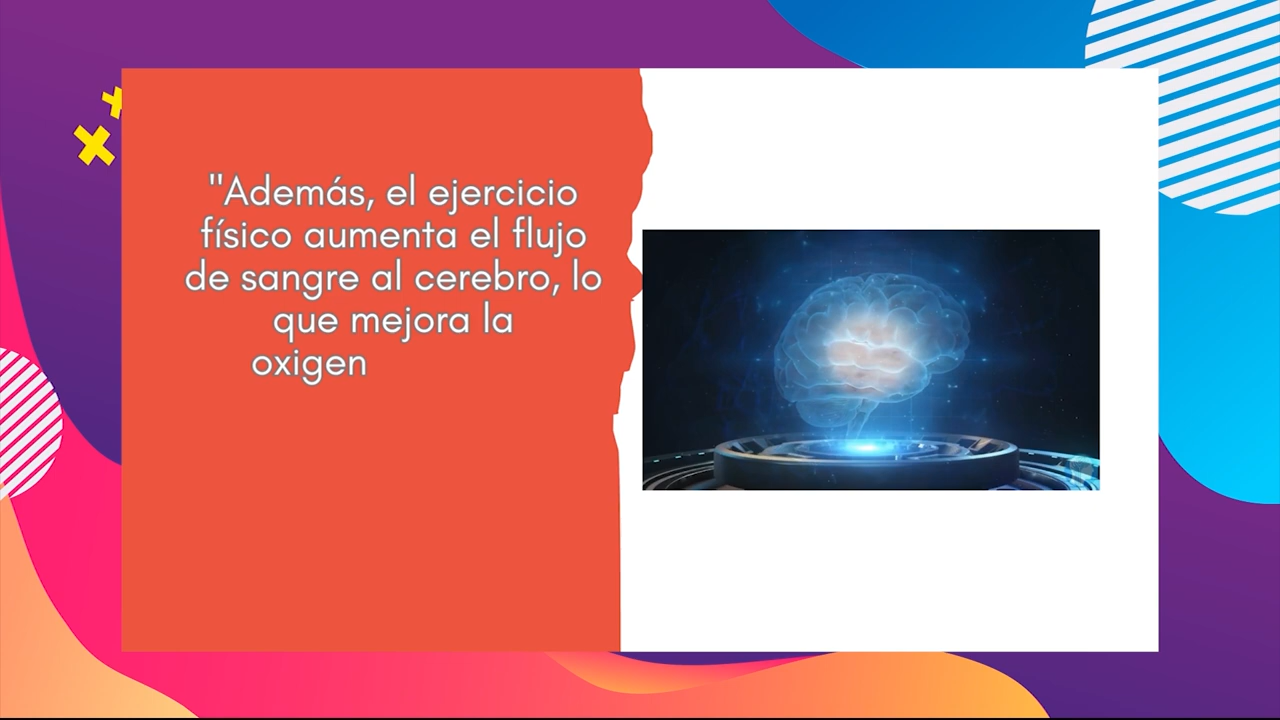 "Además, el ejercicio
físico aumenta el flujo
de sangre al cerebro, lo
que mejora la
oxigen